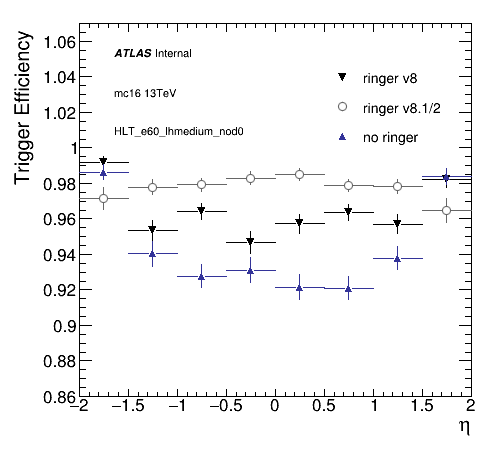 Trigger Efficiency
1.06
1.04
1.02
1
0.98
0.96
0.94
0.92
0.9
0.88
0.86
ATLAS Internal
mc16 13TeV
HLT_e60_lhmedium_nod0
ringer v8
ringer v8.1/2
no ringer
−2 −1.5 −1 −0.5 0 0.5 1 1.5 2
η